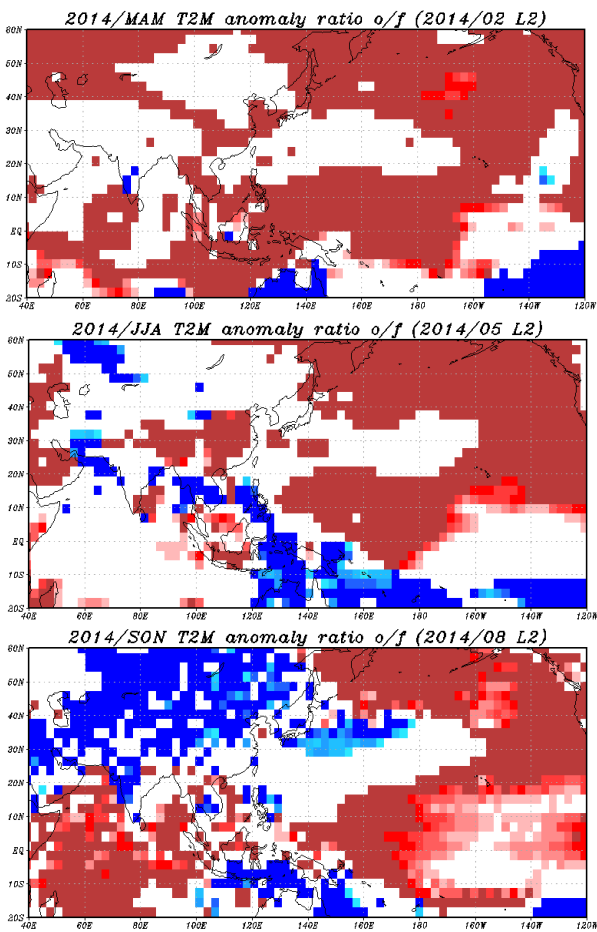 2014/MAM T2M anomaly ratio o/f (2014/02 L2)
60N
50N
40N
30N
20N
10N
EQ
10S
20S
40E 60E 80E 100E 120E 140E 160E 180 160W 140W 120W
2014/JJA T2M anomaly ratio o/f (2014/05 L2)
60N
50N
40N
30N
20N
10N
EQ
10S
20S
40E 60E 80E 100E 120E 140E 160E 180 160W 140W 120W
2014/SON T2M anomaly ratio o/f (2014/08 L2)
60N
50N
40N
30N
20N
10N
EQ
10S
20S
40E 60E 80E 100E 120E 140E 160E 180 160W 140W 120W